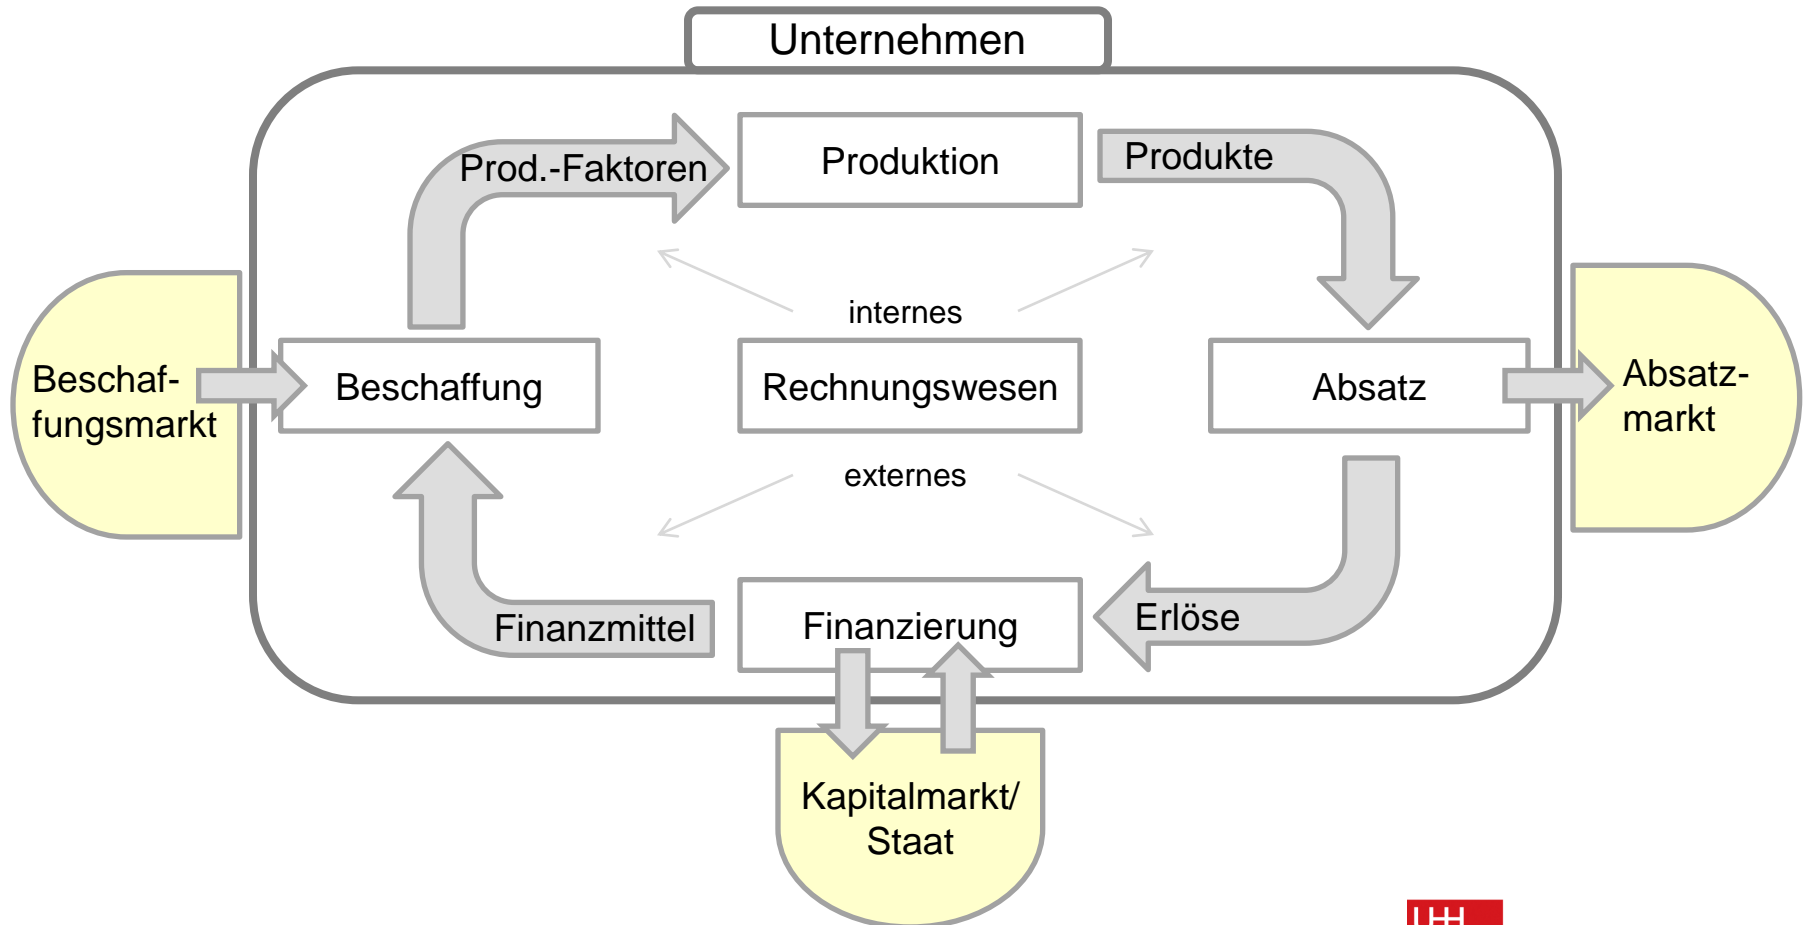 Unternehmen
Prod.-Faktoren
Produktion
Produkte
internes
Beschaf-
fungsmarkt
Beschaffung
Rechnungswesen
Absatz
Absatz-
markt
externes
Finanzmittel
Finanzierung
Erlöse
Kapitalmarkt/
Staat